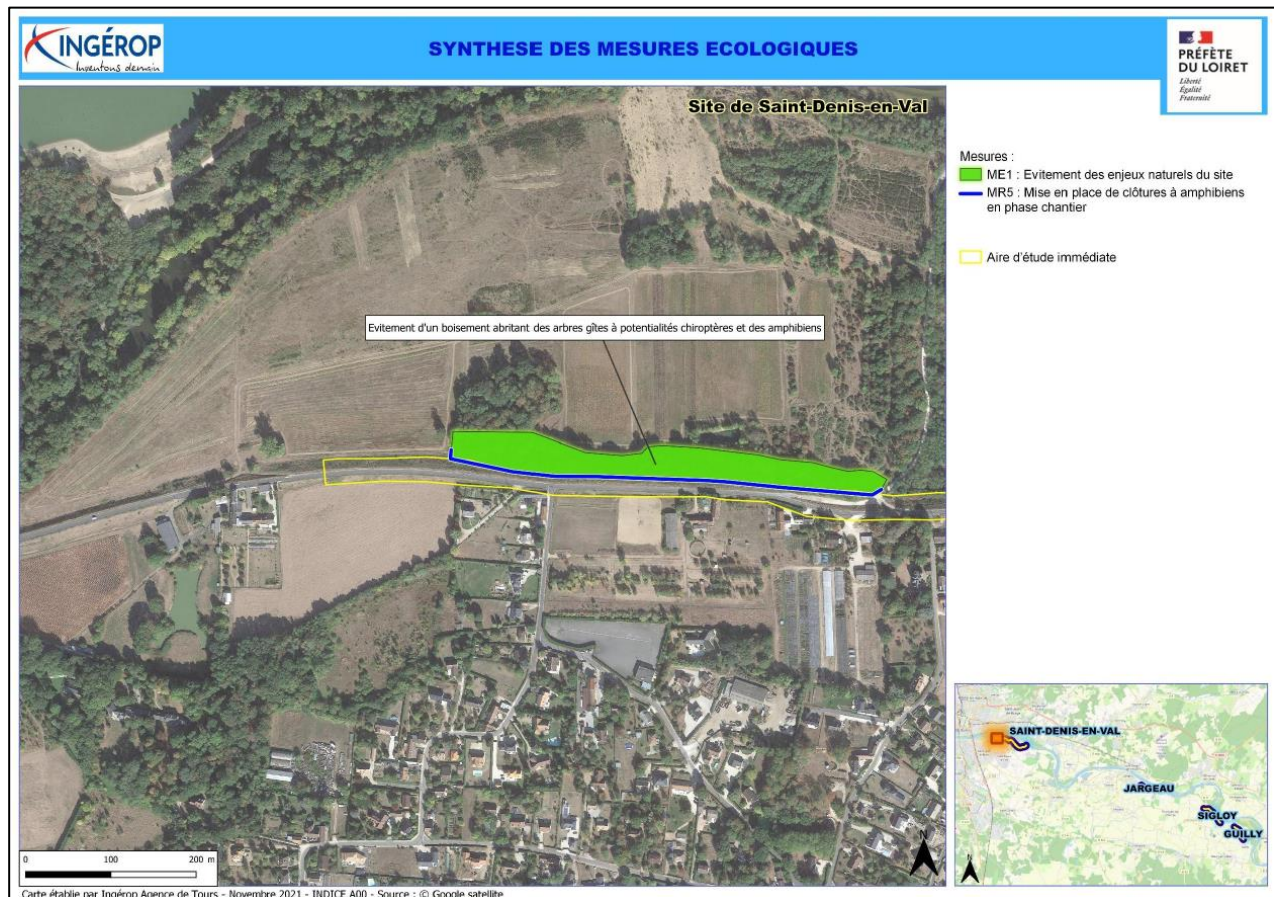 INGÉROP
Inventons demain
SYNTHESE DES MESURES ECOLOGIQUES
PRÉFÈTE
DU LOIRET
Liberté
Égalité
Fraternité
Site de Saint-Denis-en-Val
Mesures :
ME1 : Evitement des enjeux naturels du site
MR5 : Mise en place de clôtures à amphibiens
en phase chantier
Aire d'étude immédiate
Evitement d'un boisement abritant des arbres gîtes à potentialités chiroptères et des amphibiens
SAINT-DENIS-EN-VAL
JARGEAU
SIGLOY
GUILLY
N
0 100 200 m
Carte établie par Ingérop Agence de Tours - Novembre 2021 - INDICE A00 - Source : © Google satellite